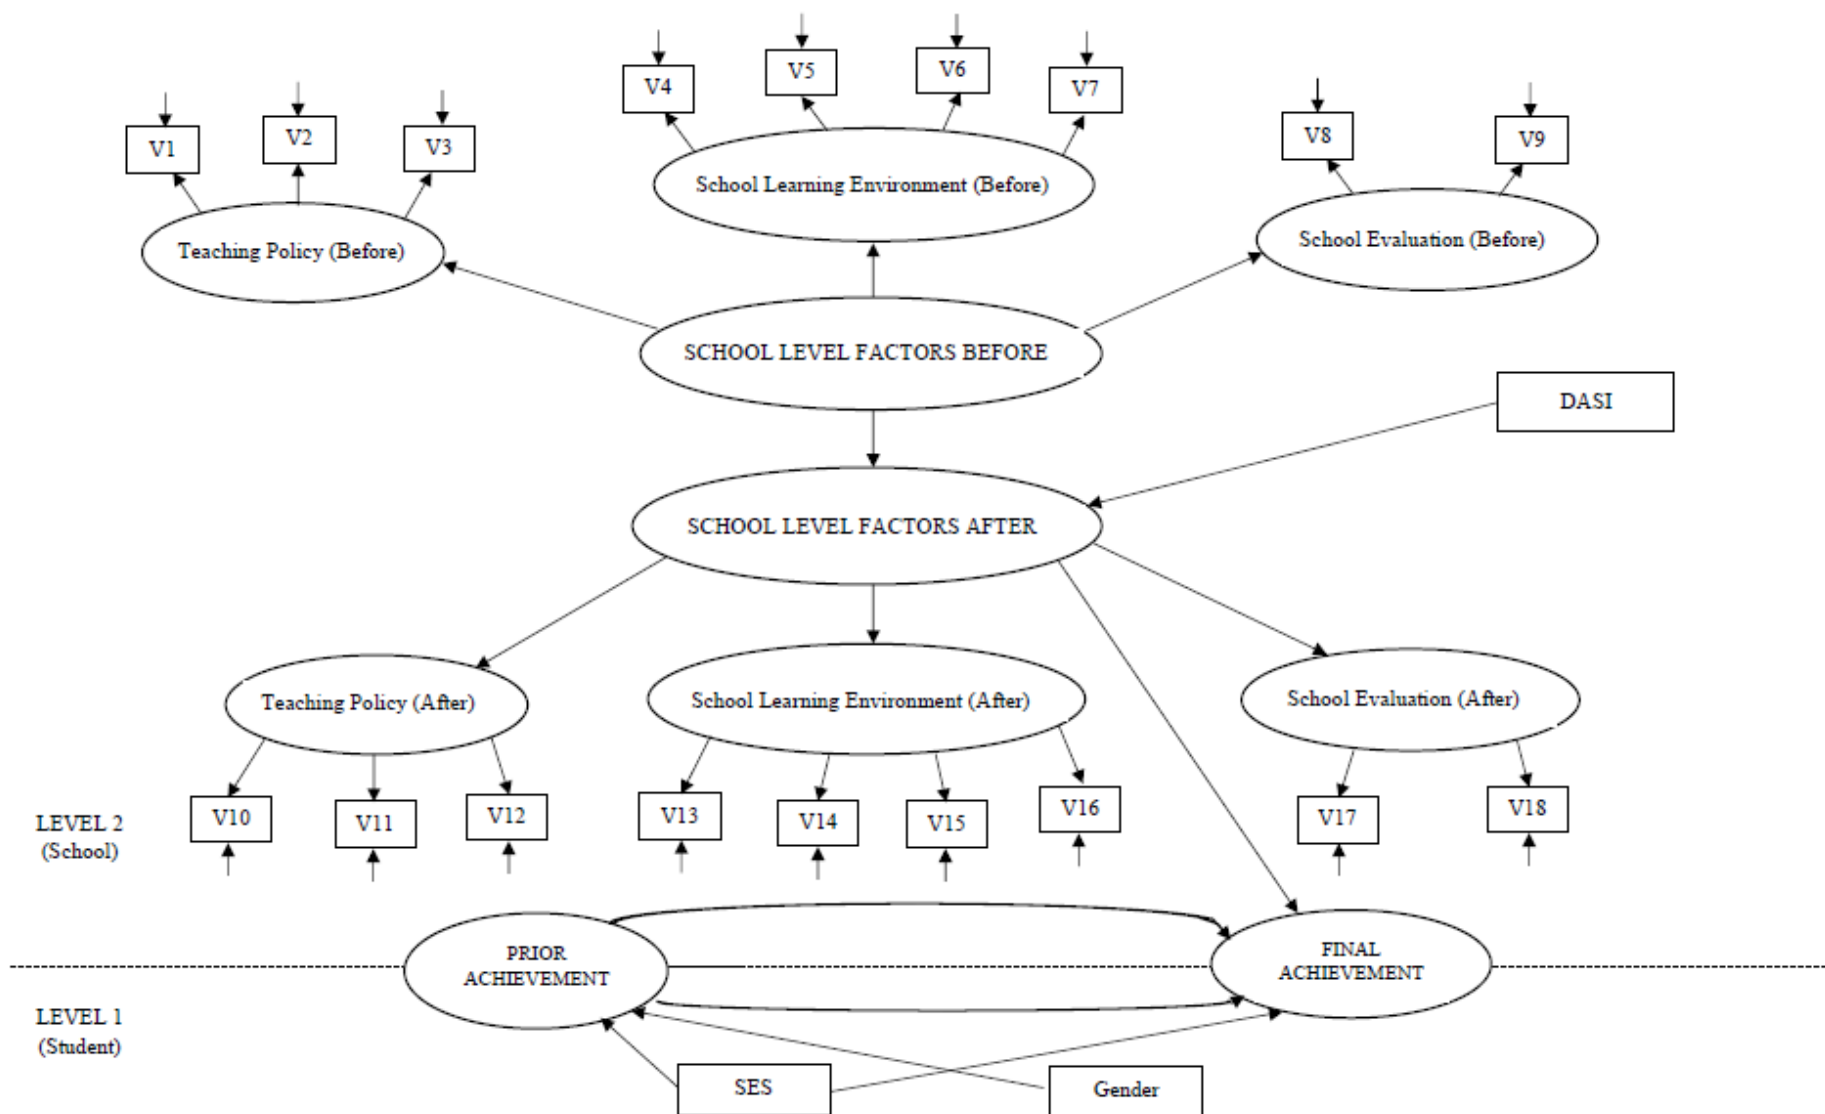 V4
V5
V6
V7
V1
V2
V3
V8
V9
School Learning Environment (Before)
Teaching Policy (Before)
School Evaluation (Before)
SCHOOL LEVEL FACTORS BEFORE
DASI
SCHOOL LEVEL FACTORS AFTER
Teaching Policy (After)
School Learning Environment (After)
School Evaluation (After)
V10
V11
V12
V13
V14
V15
V16
V17
V18
LEVEL 2
(School)
PRIOR
ACHIEVEMENT
FINAL
ACHIEVEMENT
LEVEL 1
(Student)
SES
Gender